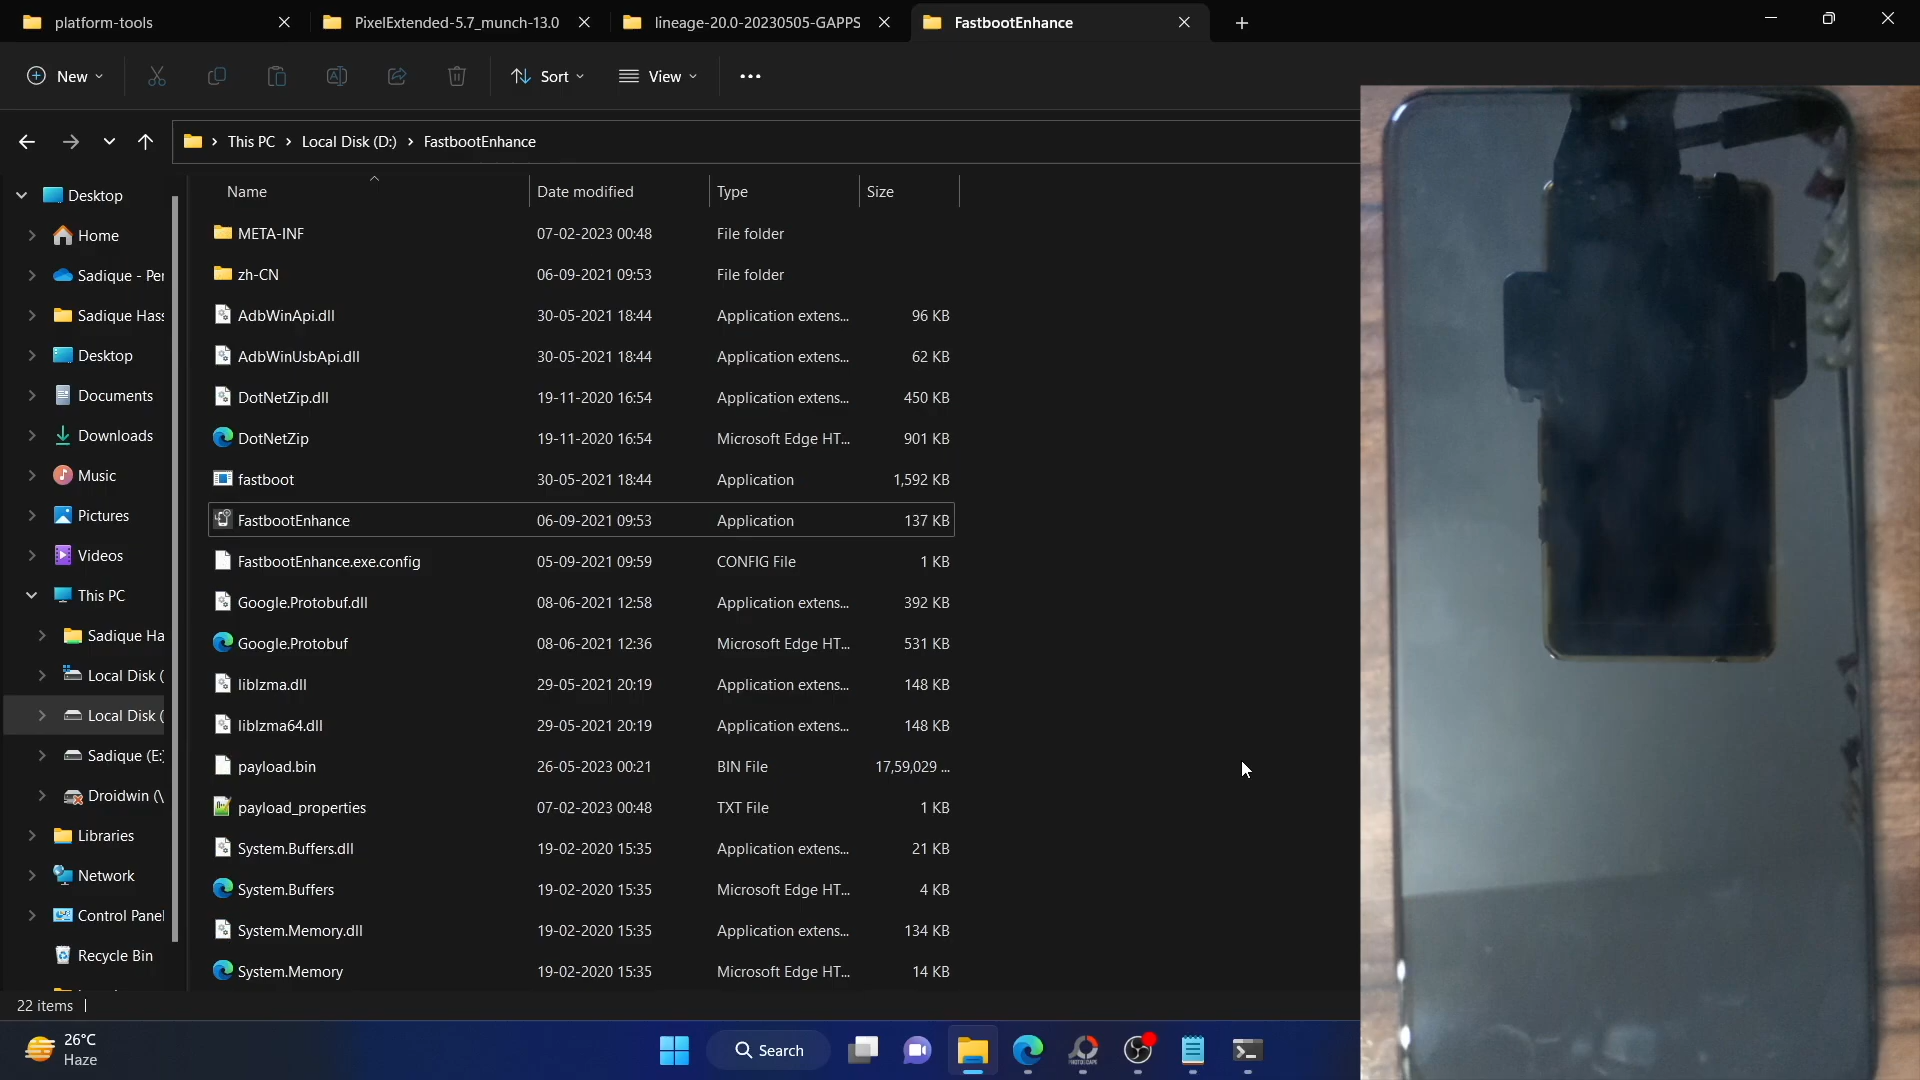 platform-tools
PixelExtended-5.7_munch-13.0
lineage-20.0-20230505-GAPPS
FastbootEnhance
New
Sort
View
This PC
Local Disk (D:)
FastbootEnhance
Desktop
Home
Sadique - Per
Sadique Hass
Desktop
Documents
Downloads
Music
Pictures
Videos
This PC
Sadique Ha
Local Disk (
Local Disk (
Sadique (E:)
Droidwin (\
Libraries
Network
Control Panel
Recycle Bin
Name Date modified Type Size
META-INF 07-02-2023 00:48 File folder
zh-CN 06-09-2021 09:53 File folder
AdbWinApi.dll 30-05-2021 18:44 Application extens... 96 KB
AdbWinUsbApi.dll 30-05-2021 18:44 Application extens... 62 KB
DotNetZip.dll 19-11-2020 16:54 Application extens... 450 KB
DotNetZip 19-11-2020 16:54 Microsoft Edge HT... 901 KB
fastboot 30-05-2021 18:44 Application 1,592 KB
FastbootEnhance 06-09-2021 09:53 Application 137 KB
FastbootEnhance.exe.config 05-09-2021 09:59 CONFIG File 1 KB
Google.Protobuf.dll 08-06-2021 12:58 Application extens... 392 KB
Google.Protobuf 08-06-2021 12:36 Microsoft Edge HT... 531 KB
liblzma.dll 29-05-2021 20:19 Application extens... 148 KB
liblzma64.dll 29-05-2021 20:19 Application extens... 148 KB
payload.bin 26-05-2023 00:21 BIN File 17,59,029 ...
payload_properties 07-02-2023 00:48 TXT File 1 KB
System.Buffers.dll 19-02-2020 15:35 Application extens... 21 KB
System.Buffers 19-02-2020 15:35 Microsoft Edge HT... 4 KB
System.Memory.dll 19-02-2020 15:35 Application extens... 134 KB
System.Memory 19-02-2020 15:35 Microsoft Edge HT... 14 KB
22 items
26°C
Haze
Search